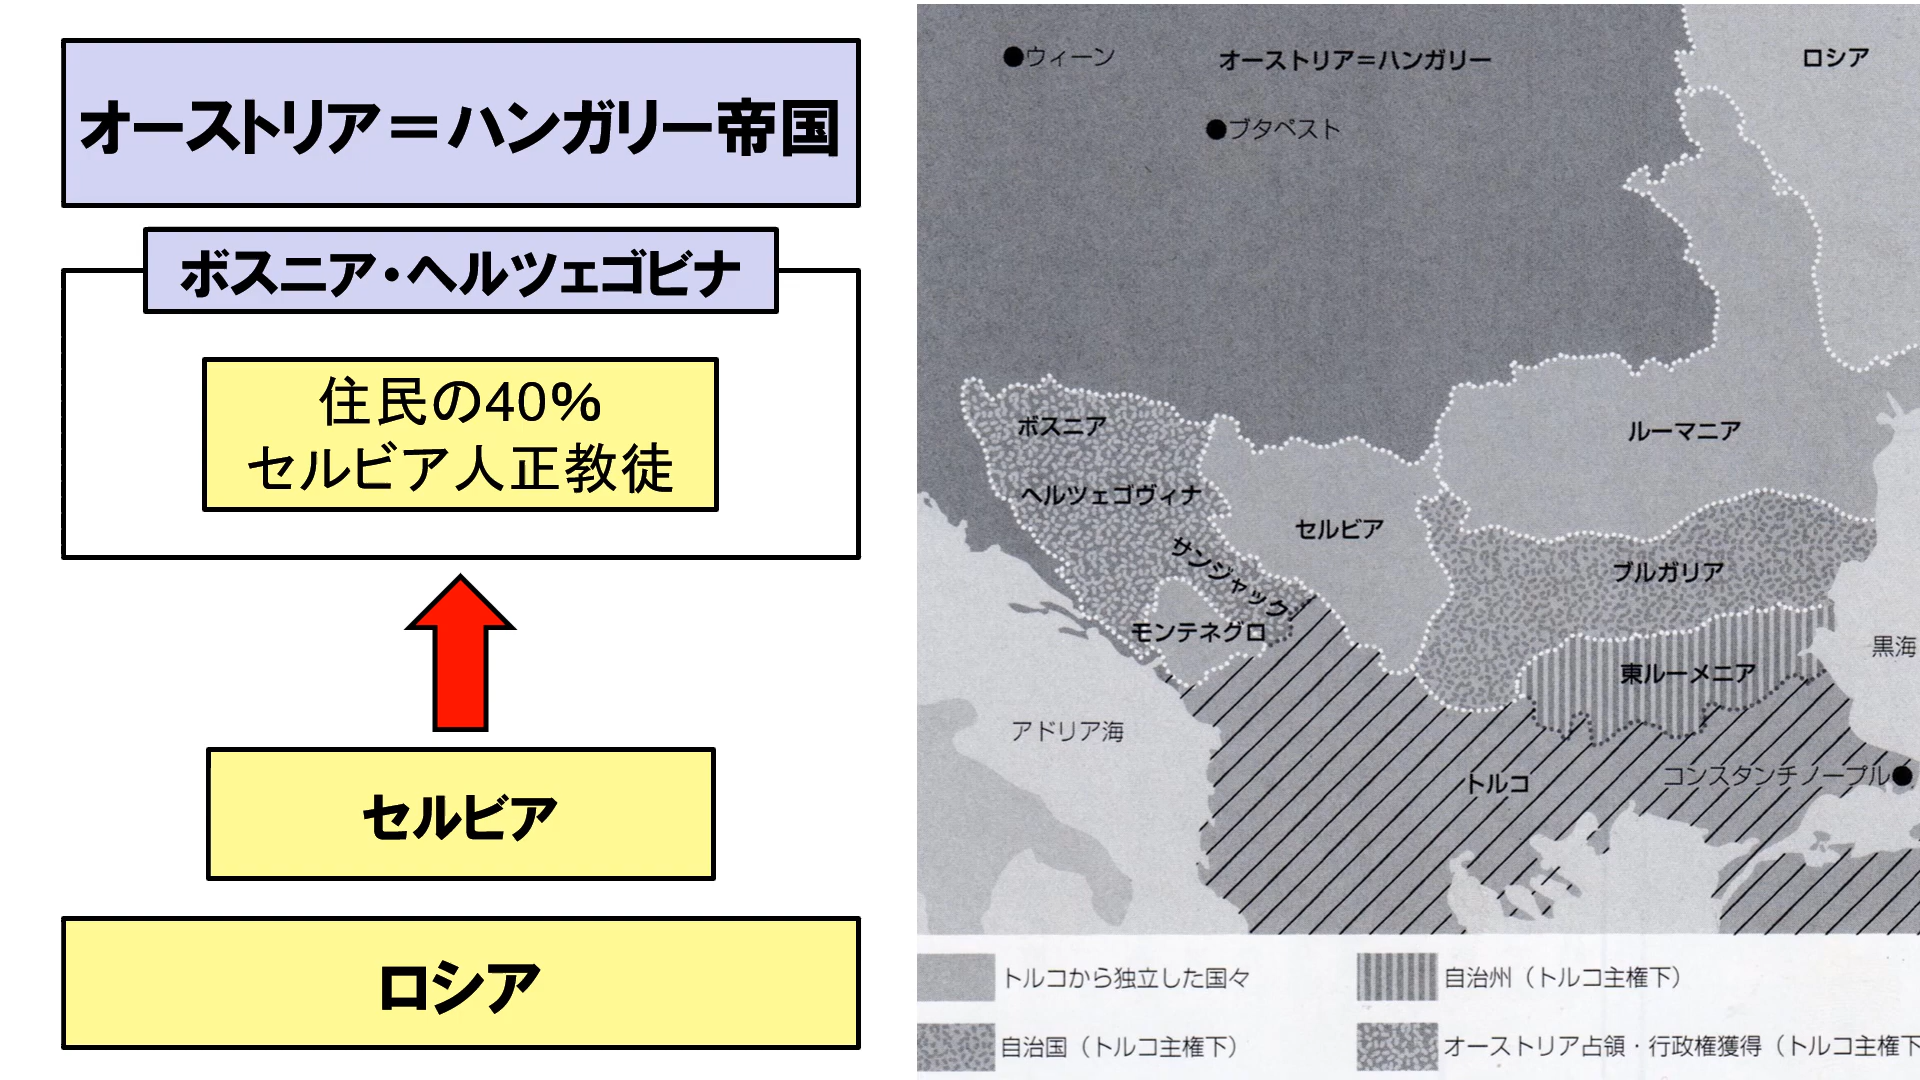 オーストリア＝ハンガリー帝国
ボスニア・ヘルツェゴビナ
住民の40%
セルビア人正教徒
セルビア
ロシア
●ウィーン
オーストリア＝ハンガリー
ロシア
●ブタペスト
ボスニア
ルーマニア
ヘルツェゴヴィナ
セルビア
サンジャック
ブルガリア
モンテネグロ
黒海
東ルーメニア
アドリア海
トルコ
コンスタンチノープル●
トルコから独立した国々
自治州（トルコ主権下）
自治国（トルコ主権下）
オーストリア占領・行政権獲得（トルコ主権下